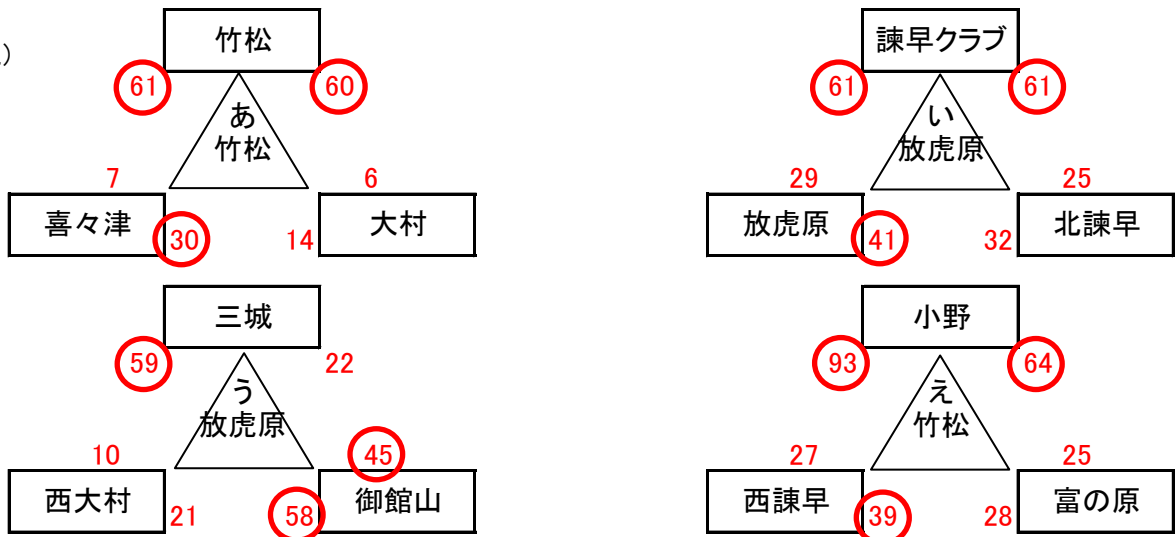 竹松
61
60
あ
竹松
7
6
喜々津
30
14
大村
諫早クラブ
61
61
い
放虎原
29
25
放虎原
41
32
北諫早
三城
59
22
う
放虎原
10
45
西大村
21
58
御館山
小野
93
64
え
竹松
27
25
西諫早
39
28
富の原